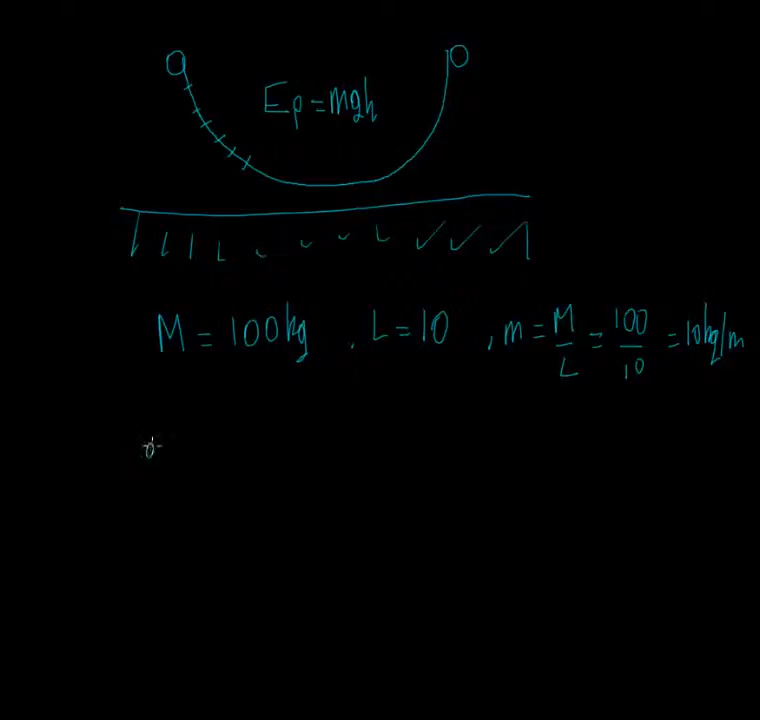 Ep = mgh
M = 100kg , L = 10 , m = M/L = 100/10 = 10kg/m